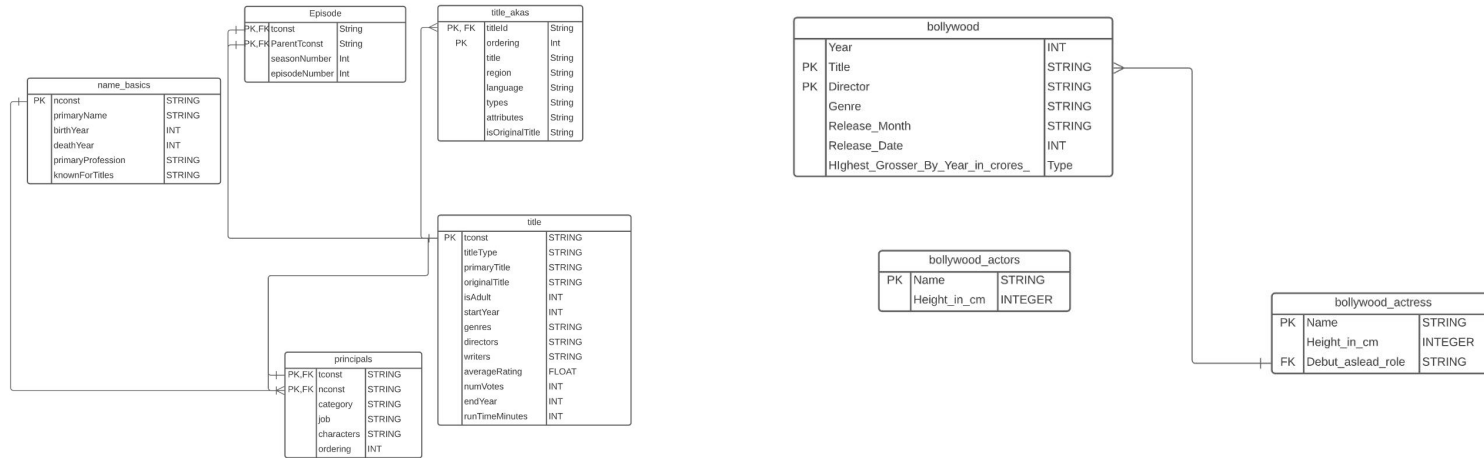 Episode
PK,FK tconst String
PK,FK ParentTconst String
seasonNumber Int
episodeNumber Int
title_akas
PK, FK titleId String
PK ordering Int
title String
region String
language String
types String
attributes String
isOriginalTitle String
name_basics
PK nconst STRING
primaryName STRING
birthYear INT
deathYear INT
primaryProfession STRING
knownForTitles STRING
title
PK tconst STRING
titleType STRING
primaryTitle STRING
originalTitle STRING
isAdult INT
startYear INT
genres STRING
directors STRING
writers STRING
averageRating FLOAT
numVotes INT
endYear INT
runTimeMinutes INT
principals
PK,FK tconst STRING
PK,FK nconst STRING
category STRING
job STRING
characters STRING
ordering INT
bollywood
Year INT
PK Title STRING
PK Director STRING
Genre STRING
Release_Month STRING
Release_Date INT
HIghest_Grosser_By_Year_in_crores_ Type
bollywood_actors
PK Name STRING
Height_in_cm INTEGER
bollywood_actress
PK Name STRING
Height_in_cm INTEGER
FK Debut_aslead_role STRING